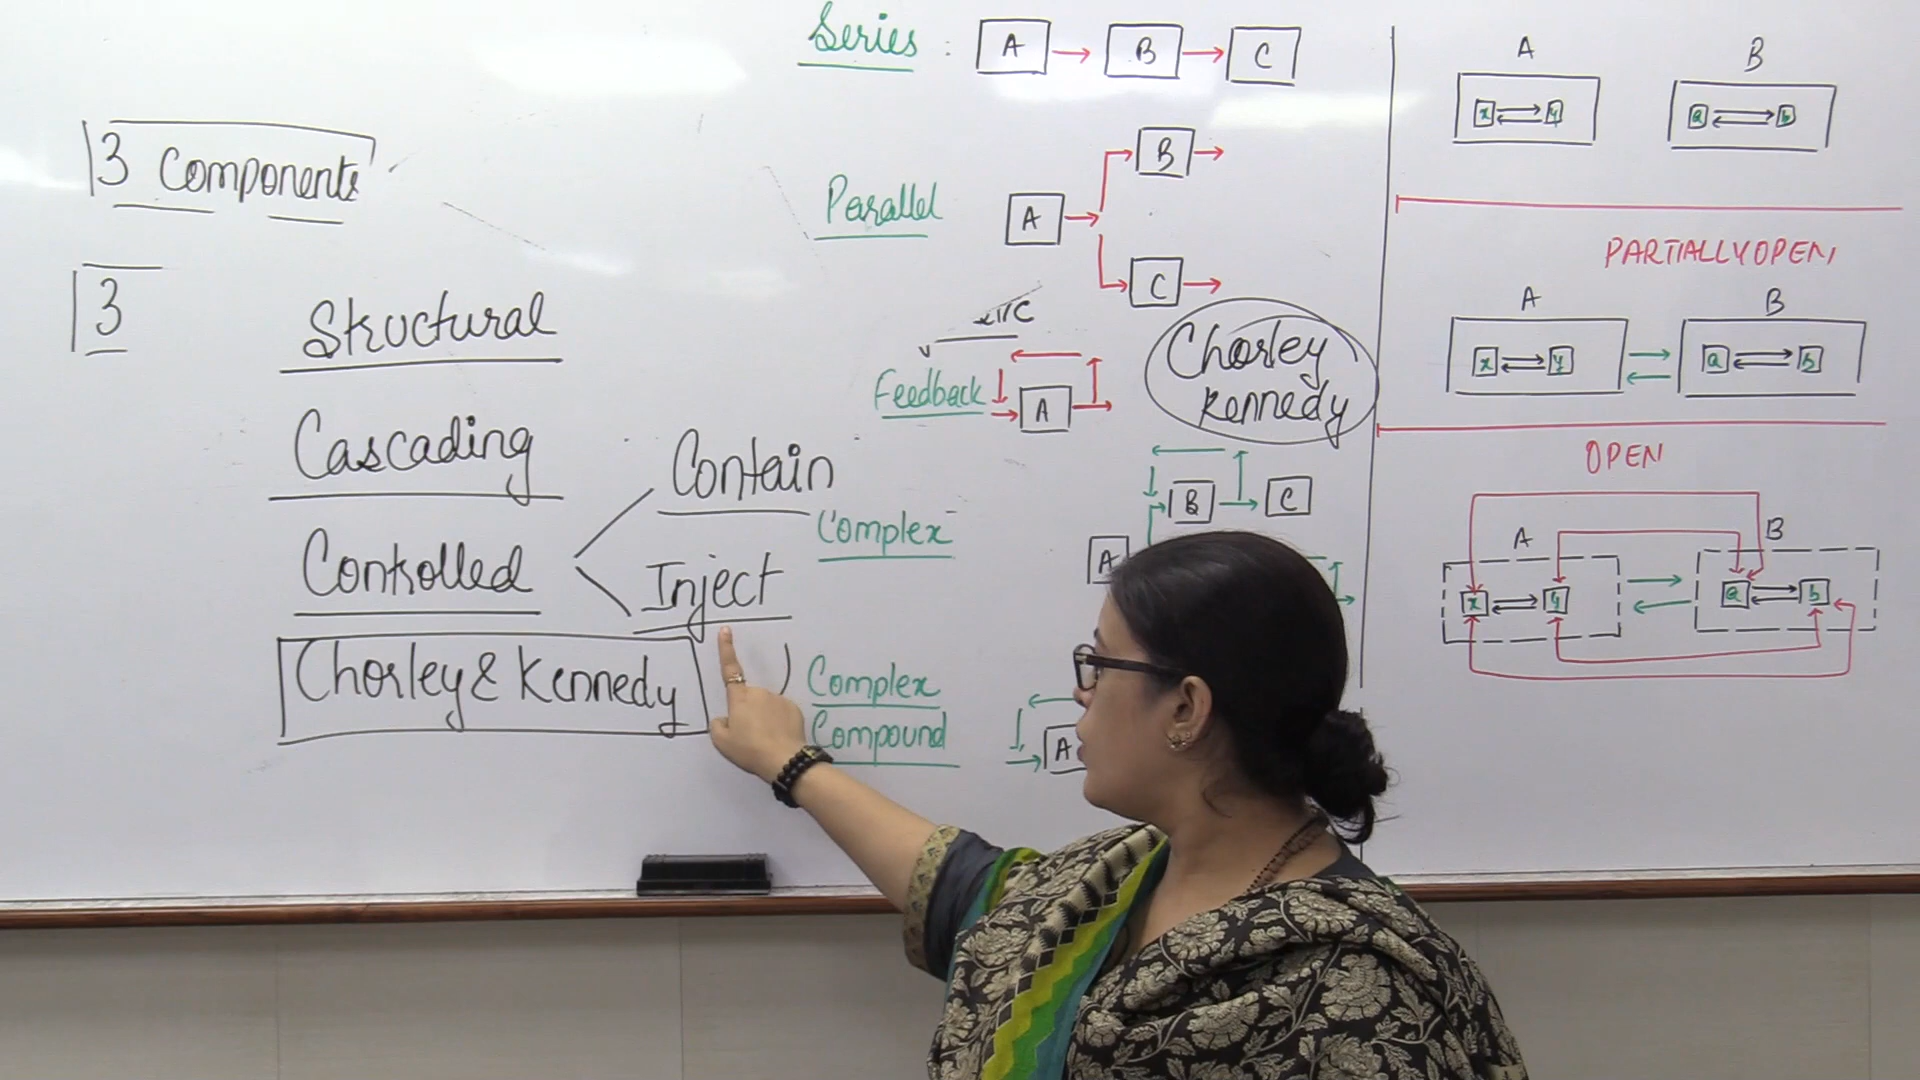 3 Components
3
Structural
Cascading
Controlled
Contain
Inject
Chorley & Kennedy
Series : A B C
Parallel A B C
Feedback A
Chorley
Kennedy
Complex A B C
Complex
Compound A
A B
x y a b
PARTIALLY OPEN
A B
x y a b
OPEN
A B
x y a b